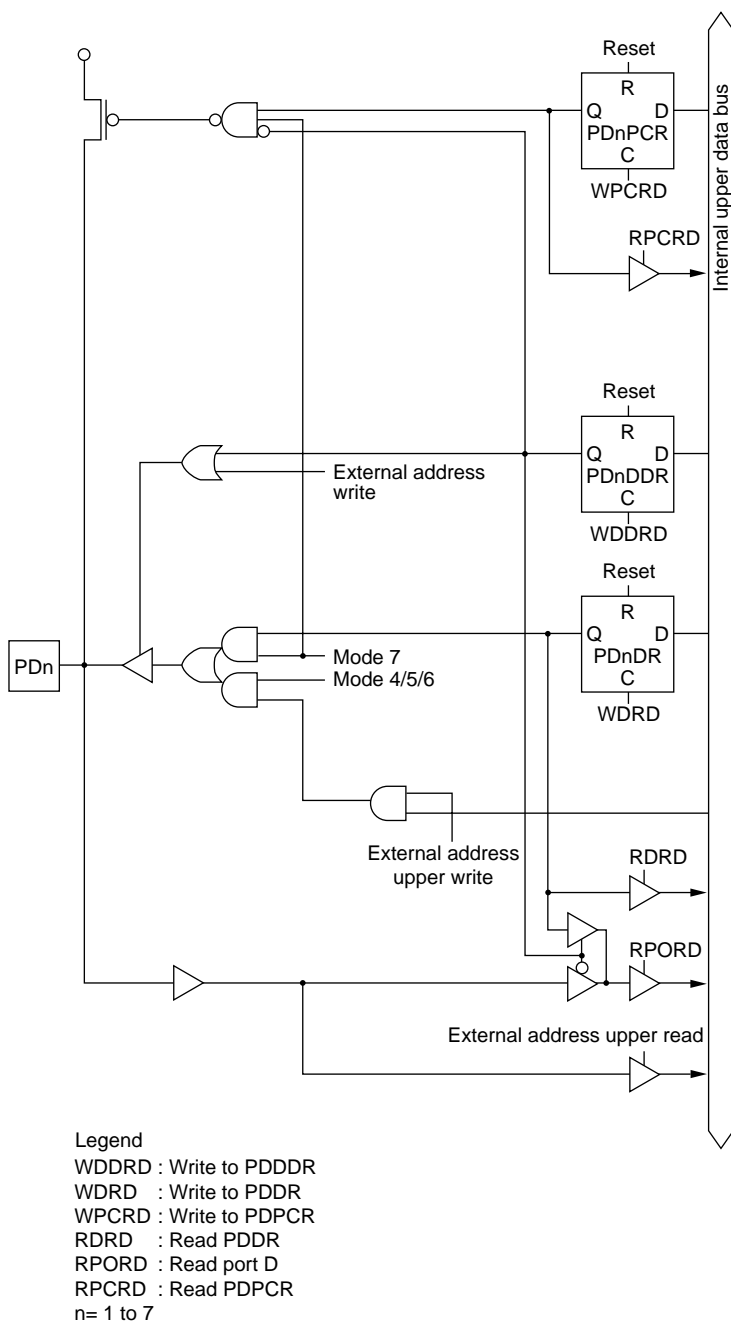 Reset
R
Q D
PDnPCR
C
WPCRD
RPCRD
Internal upper data bus
Reset
R
Q D
PDnDDR
C
WDDRD
External address
write
Reset
R
Q D
PDnDR
C
WDRD
PDn
Mode 7
Mode 4/5/6
External address
upper write
RDRD
RPORD
External address upper read
Legend
WDDRD : Write to PDDDR
WDRD : Write to PDDR
WPCRD : Write to PDPCR
RDRD : Read PDDR
RPORD : Read port D
RPCRD : Read PDPCR
n= 1 to 7